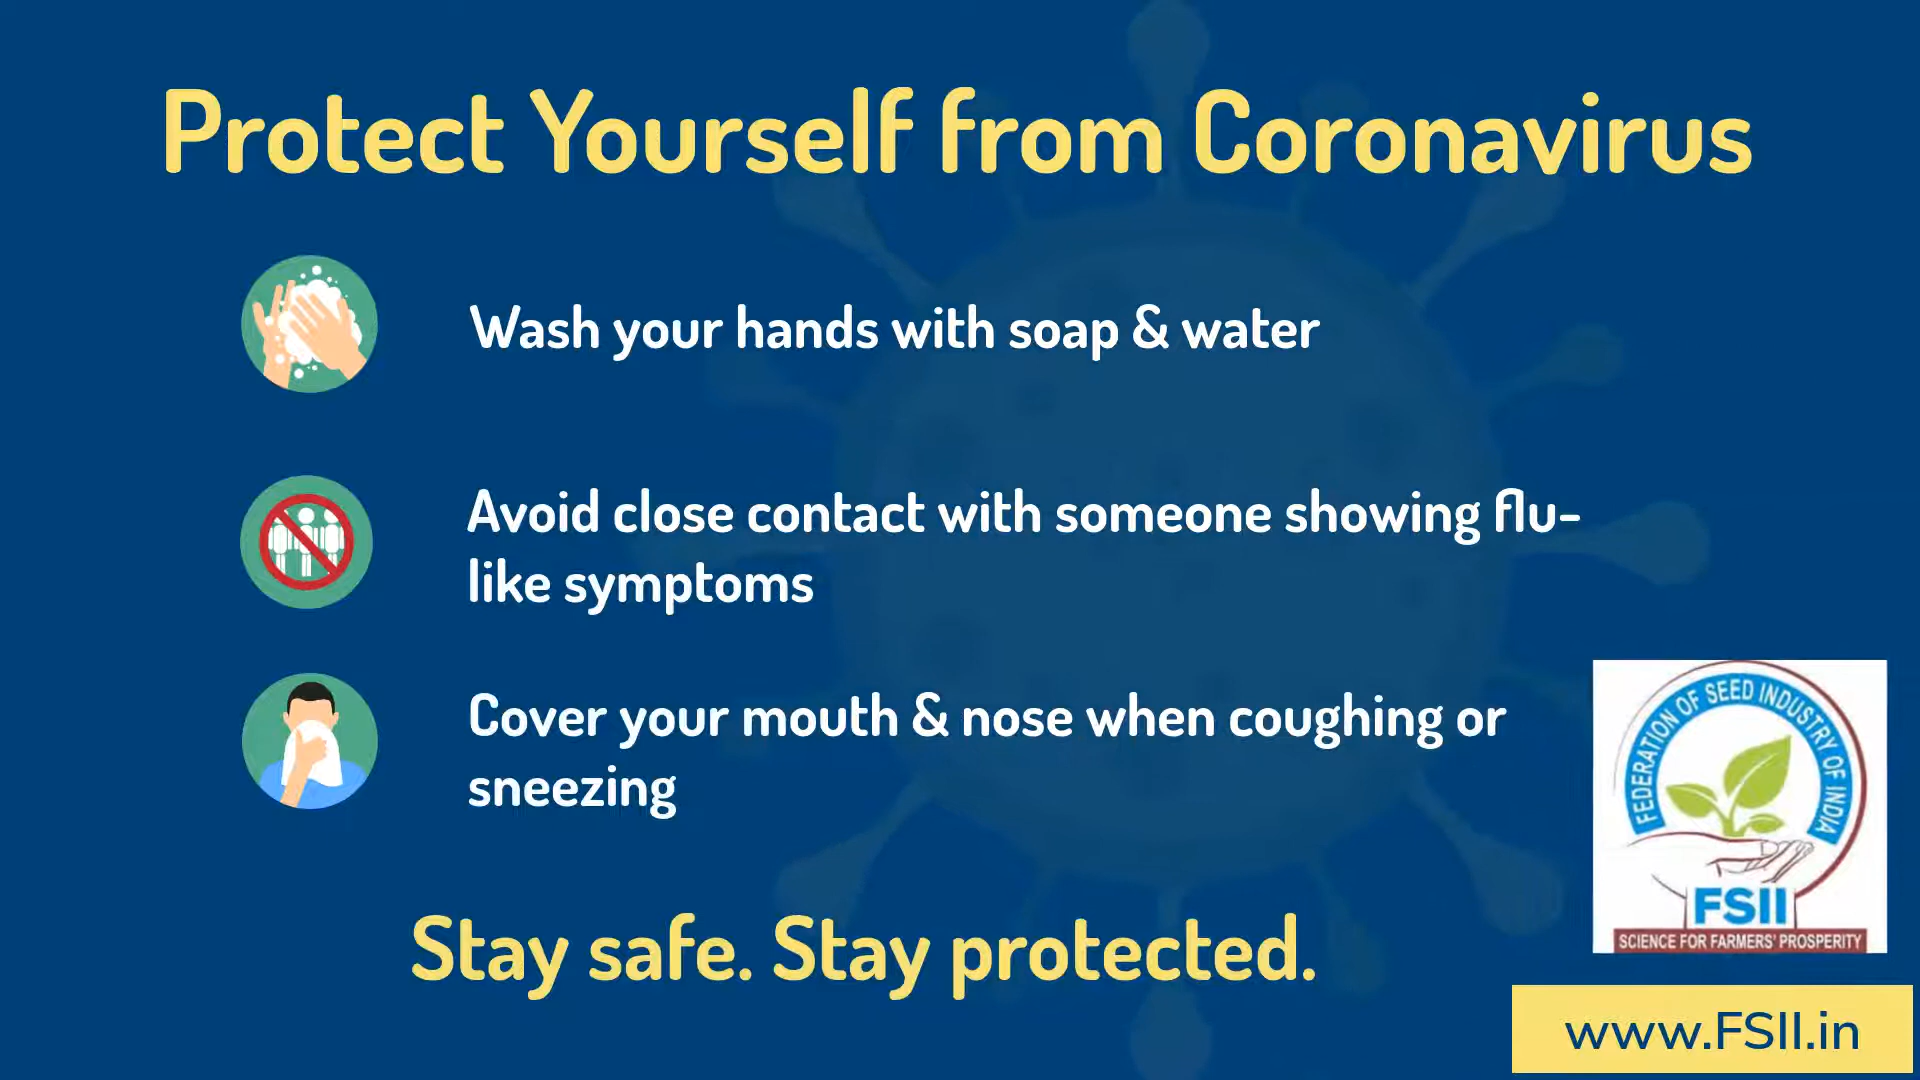 Protect Yourself from Coronavirus
Wash your hands with soap & water
Avoid close contact with someone showing flu-
like symptoms
Cover your mouth & nose when coughing or
sneezing
FEDERATION OF SEED INDUSTRY OF INDIA
FSII
SCIENCE FOR FARMERS' PROSPERITY
Stay safe. Stay protected.
www.FSII.in